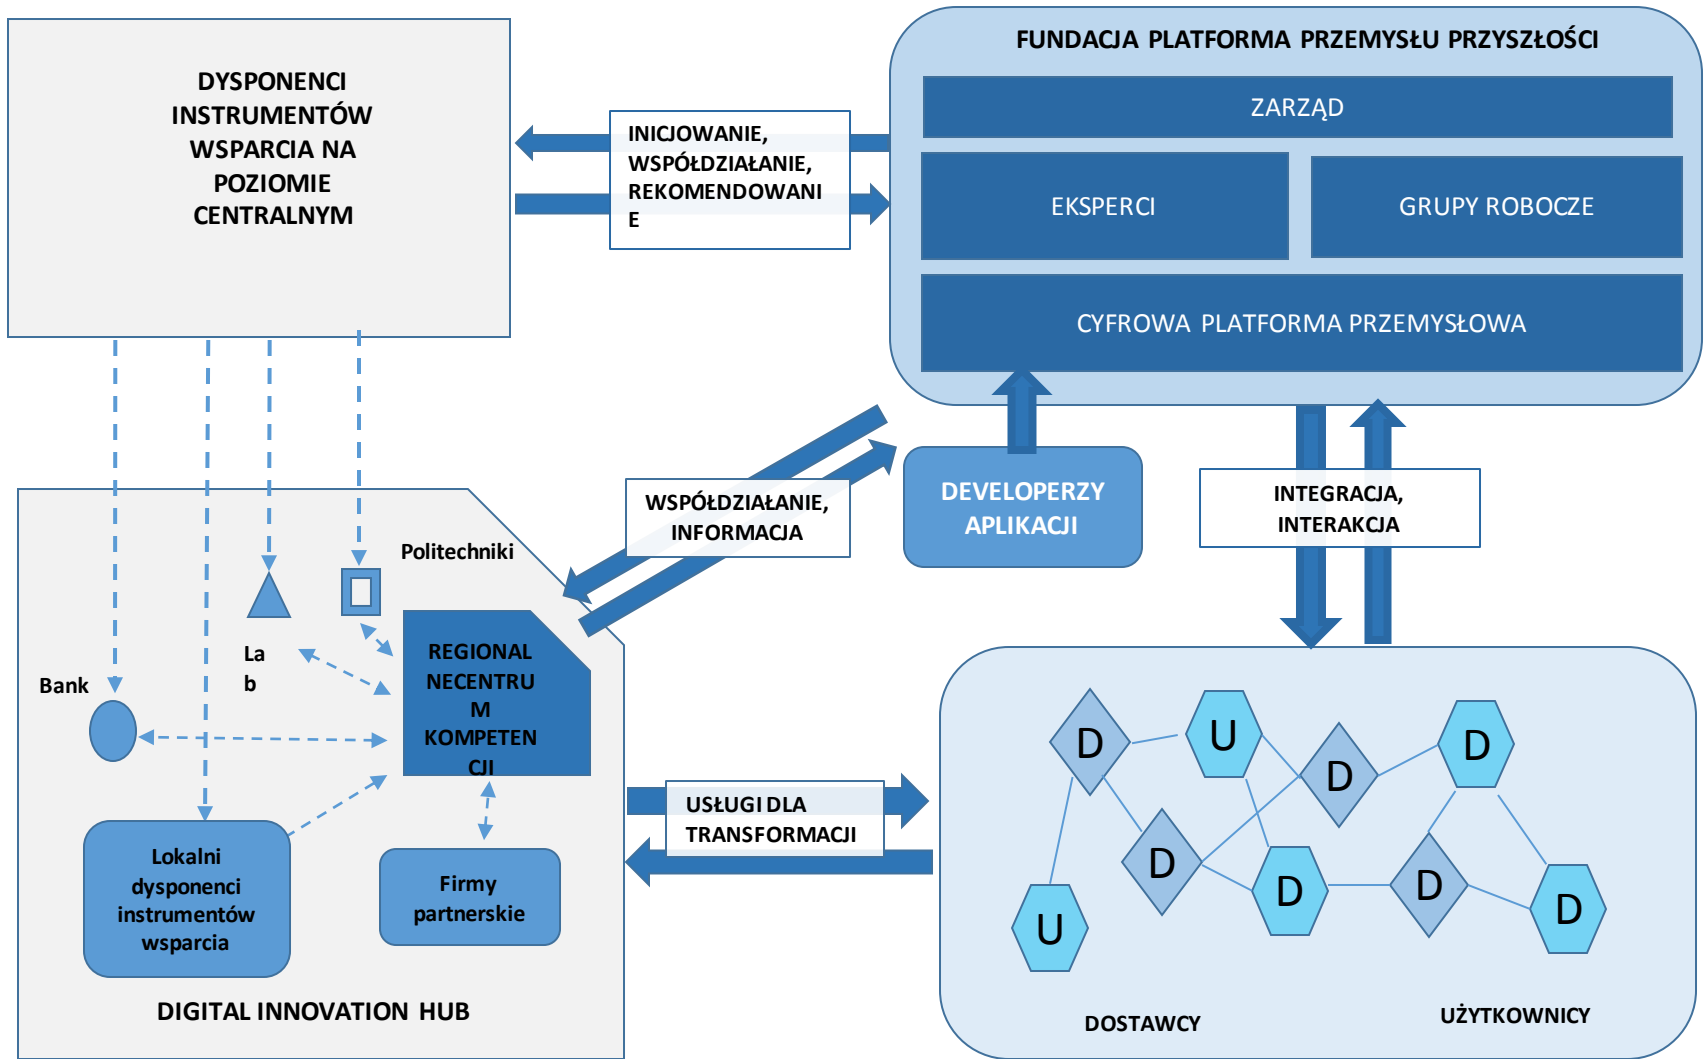 DYSPONENCI
INSTRUMENTÓW
WSPARCIA NA
POZIOMIE
CENTRALNYM
INICJOWANIE,
WSPÓŁDZIAŁANIE,
REKOMENDOWANI
E
FUNDACJA PLATFORMA PRZEMYSŁU PRZYSZŁOŚCI
ZARZĄD
EKSPERCI
GRUPY ROBOCZE
CYFROWA PLATFORMA PRZEMYSŁOWA
WSPÓŁDZIAŁANIE,
INFORMACJA
DEVELOPERZY
APLIKACJI
INTEGRACJA,
INTERAKCJA
Politechniki
La
b
Bank
REGIONAL
NECENTRU
M
KOMPETEN
CJI
Lokalni
dysponenci
instrumentów
wsparcia
Firmy
partnerskie
DIGITAL INNOVATION HUB
USŁUGI DLA
TRANSFORMACJI
D
U
D
D
D
D
D
U
D
DOSTAWCY
UŻYTKOWNICY